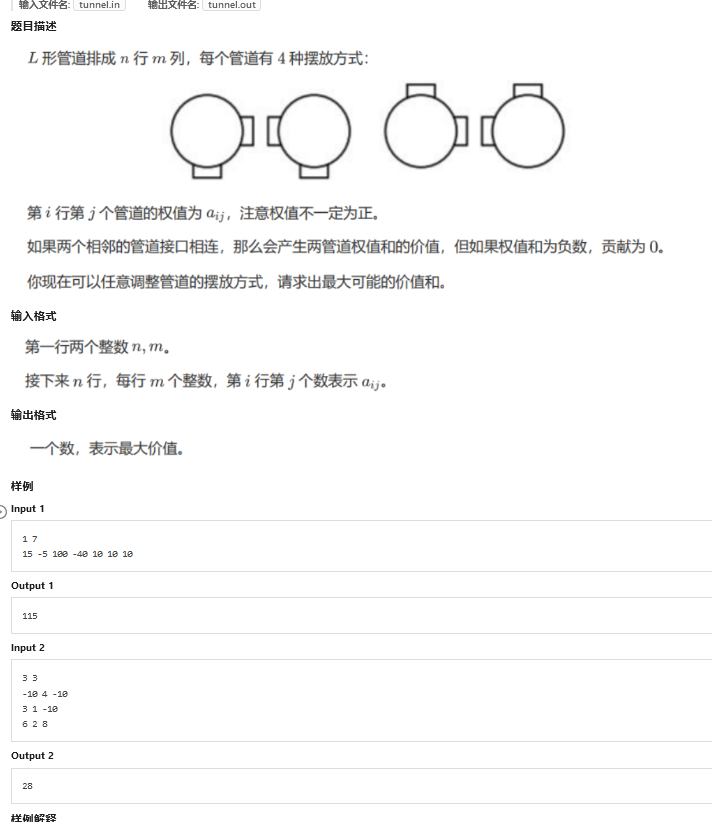 输入文件名: tunnel.in 输出文件名: tunnel.out
题目描述
L 形管道排成 n 行 m 列，每个管道有 4 种摆放方式：
第 i 行第 j 个管道的权值为 a_{ij}，注意权值不一定为正。
如果两个相邻的管道接口相连，那么会产生两管道权值和的价值，但如果权值和为负数，贡献为 0。
你现在可以任意调整管道的摆放方式，请求出最大可能的价值和。
输入格式
第一行两个整数 n, m。
接下来 n 行，每行 m 个整数，第 i 行第 j 个数表示 a_{ij}。
输出格式
一个数，表示最大价值。
样例
Input 1
1 7
15 -5 100 -40 10 10 10
Output 1
115
Input 2
3 3
-10 4 -10
3 1 -10
6 2 8
Output 2
28
样例解释